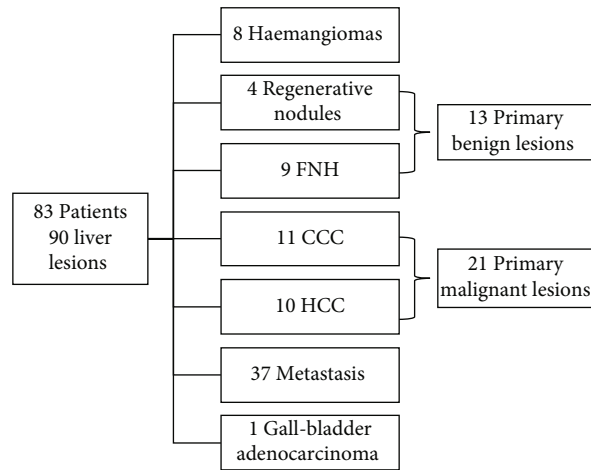 83 Patients
90 liver
lesions
8 Haemangiomas
4 Regenerative
nodules
9 FNH
11 CCC
10 HCC
37 Metastasis
1 Gall-bladder
adenocarcinoma
13 Primary
benign lesions
21 Primary
malignant lesions